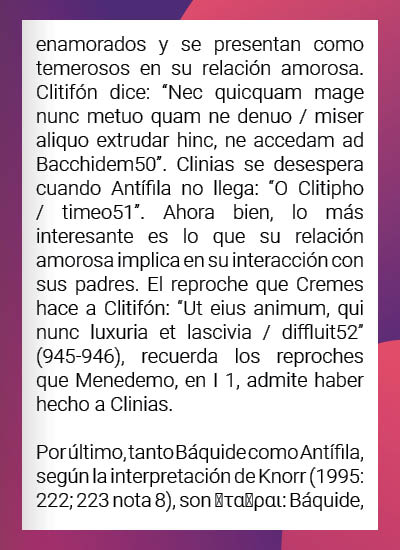 enamorados y se presentan como
temerosos en su relación amorosa.
Clitifón dice: “Nec quicquam mage
nunc metuo quam ne denuo / miser
aliquo extrudar hinc, ne accedam ad
Bacchidem50”. Clinias se desespera
cuando Antífila no llega: “O Clitipho
/ timeo51”. Ahora bien, lo más
interesante es lo que su relación
amorosa implica en su interacción con
sus padres. El reproche que Cremes
hace a Clitifón: “Ut eius animum, qui
nunc luxuria et lascivia / diffluit52”
(945-946), recuerda los reproches
que Menedemo, en I 1, admite haber
hecho a Clinias.
Por último, tanto Báquide como Antífila,
según la interpretación de Knorr (1995:
222; 223 nota 8), son &#xFFFD;τα&#xFFFD;ραι: Báquide,